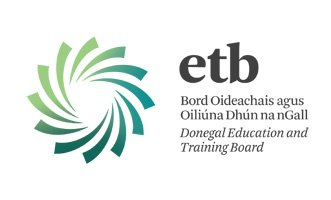 etb
Bord Oideachais agus
Oiliúna Dhún na nGall
Donegal Education and
Training Board